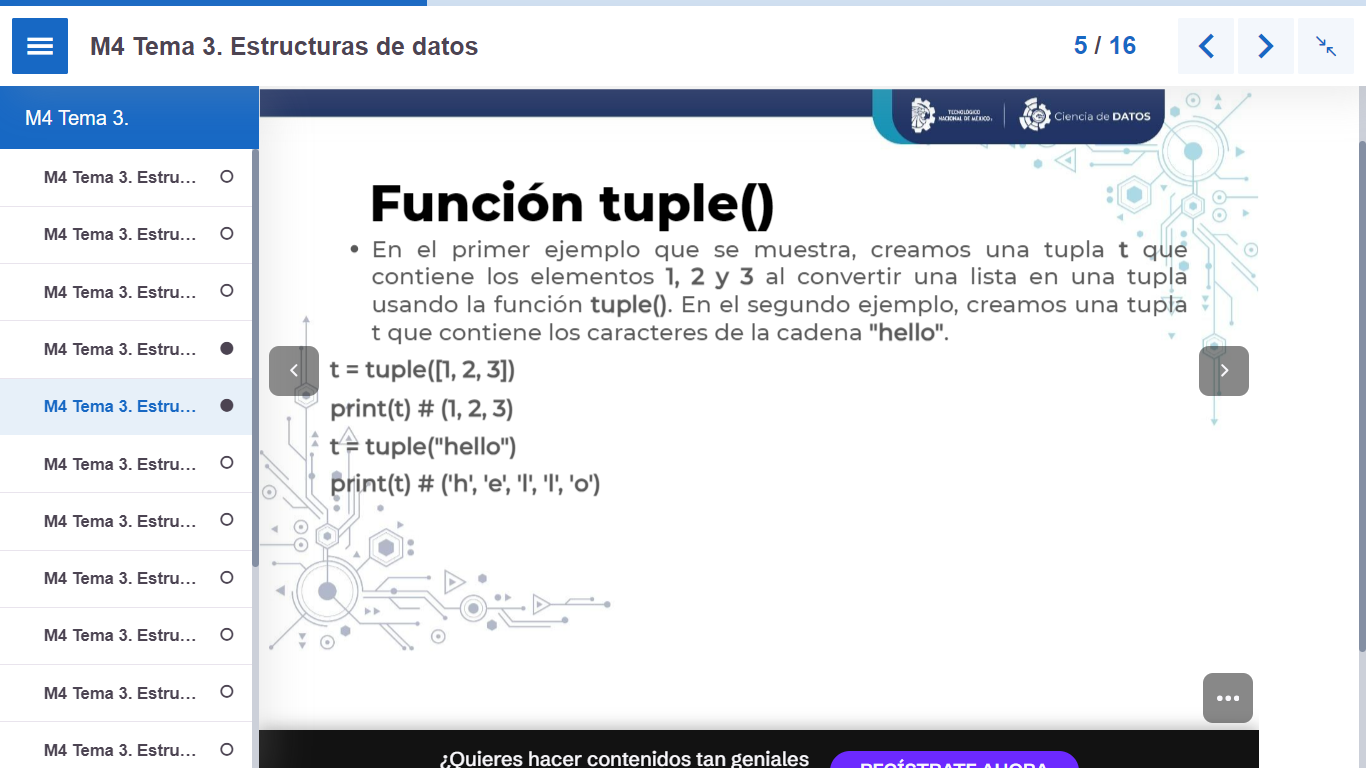 M4 Tema 3. Estructuras de datos
5 / 16
M4 Tema 3.
M4 Tema 3. Estru...
M4 Tema 3. Estru...
M4 Tema 3. Estru...
M4 Tema 3. Estru...
M4 Tema 3. Estru...
M4 Tema 3. Estru...
M4 Tema 3. Estru...
M4 Tema 3. Estru...
M4 Tema 3. Estru...
M4 Tema 3. Estru...
M4 Tema 3. Estru...
TECNOLÓGICO
NACIONAL DE MÉXICO
Ciencia de DATOS
Función tuple()
• En el primer ejemplo que se muestra, creamos una tupla t que
contiene los elementos 1, 2 y 3 al convertir una lista en una tupla
usando la función tuple(). En el segundo ejemplo, creamos una tupla
t que contiene los caracteres de la cadena "hello".
t = tuple([1, 2, 3])
print(t) # (1, 2, 3)
t = tuple("hello")
print(t) # ('h', 'e', 'l', 'l', 'o')
¿Quieres hacer contenidos tan geniales
REGÍSTRATE AHORA